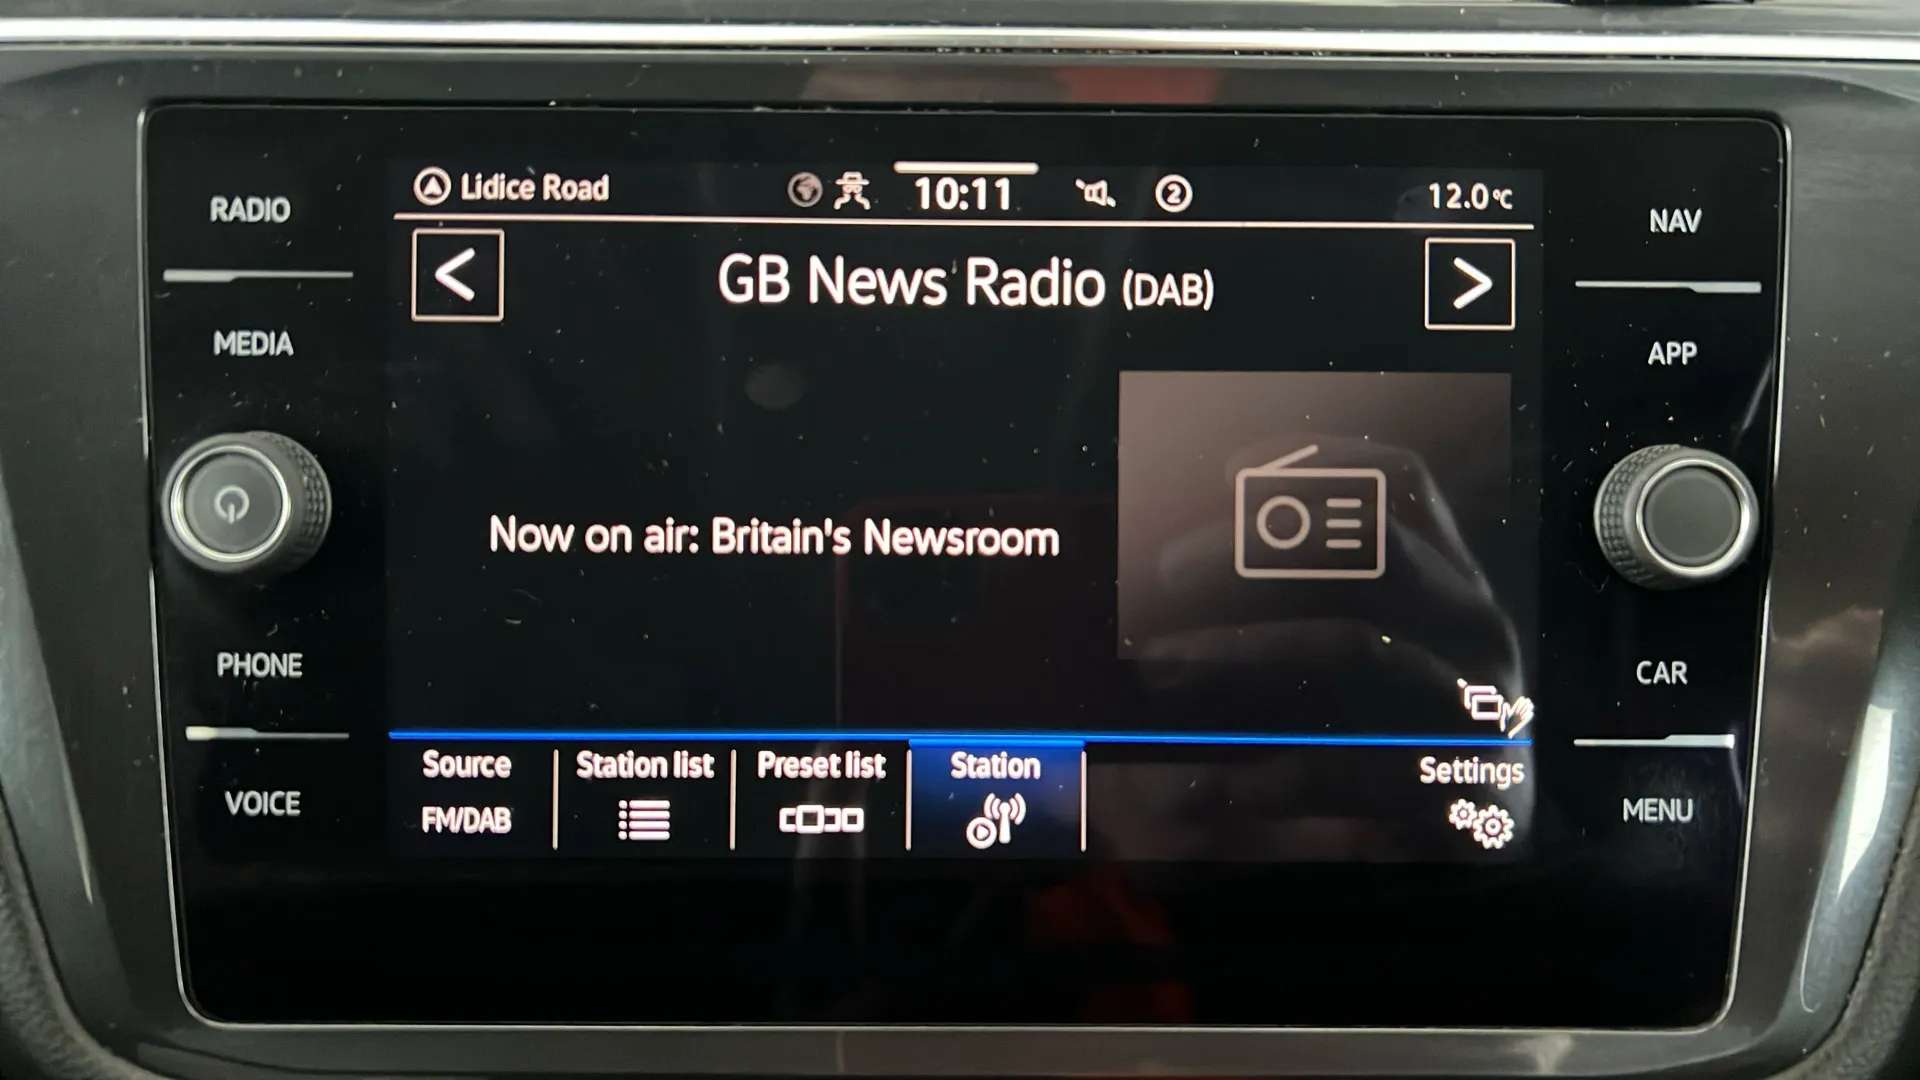 RADIO
MEDIA
PHONE
VOICE
Lidice Road
10:11
2
12.0°C
<
GB News Radio (DAB)
>
Now on air: Britain's Newsroom
Source
FM/DAB
Station list
Preset list
Station
Settings
NAV
APP
CAR
MENU